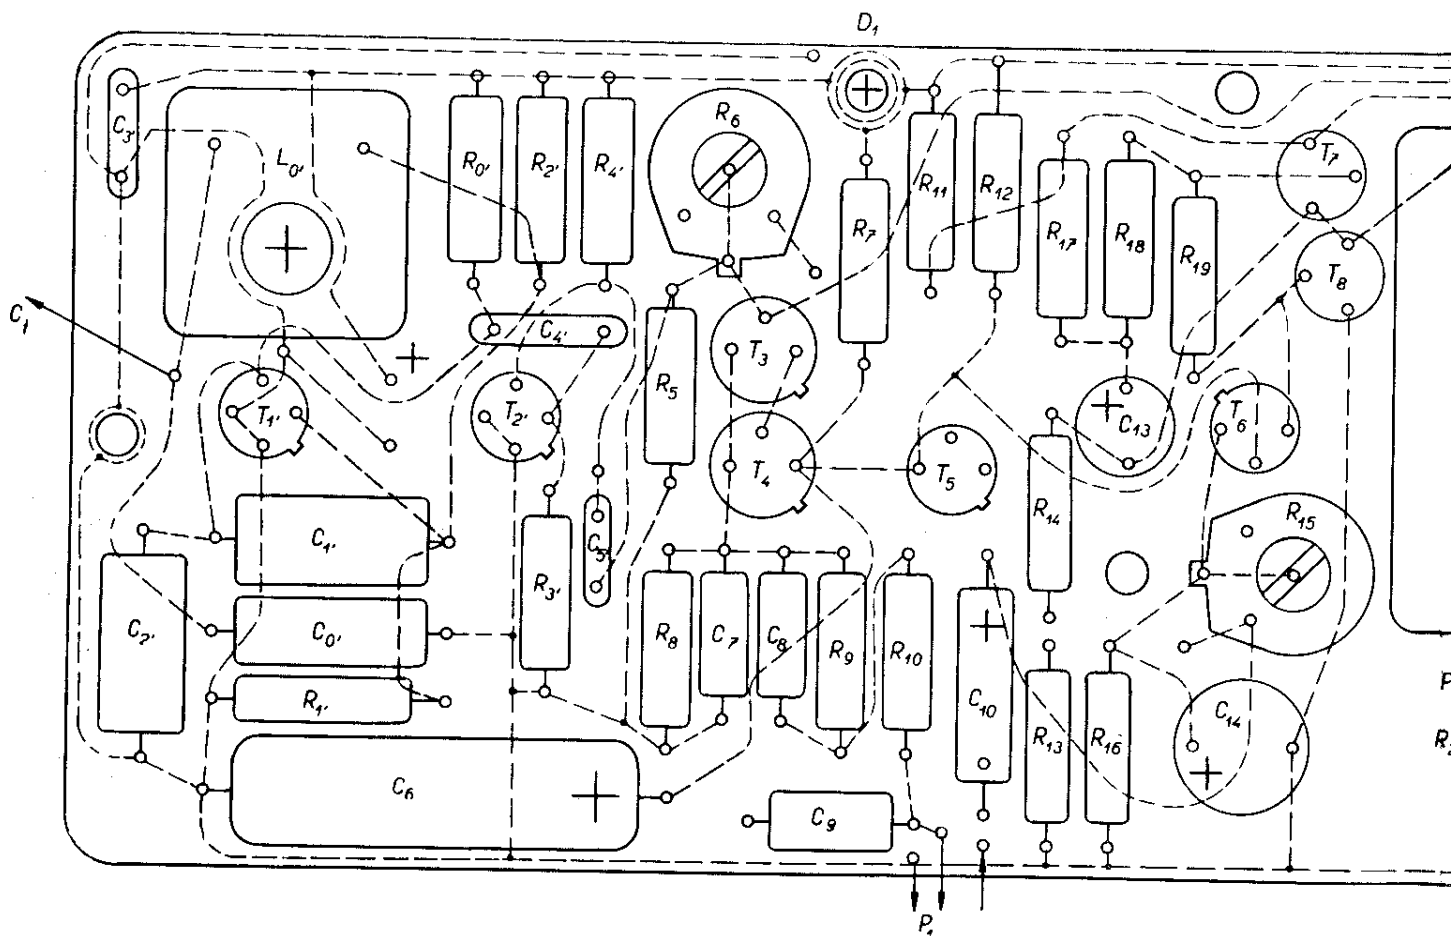 D₁
C₃'
L₀'
R₀'
R₂'
R₄'
R₆
R₇
R₁₁
R₁₂
R₁₇
R₁₈
R₁₉
T₇
T₈
C₁
C₄'
T₁'
T₂'
R₅
T₃
T₄
T₅
C₁₃
T₆
R₁₄
R₁₅
C₁'
C₂'
C₀'
R₁'
R₃'
C₅'
R₈
C₇
C₈
R₉
R₁₀
C₁₀
R₁₃
R₁₆
C₁₄
P
C₆
C₉
P₁